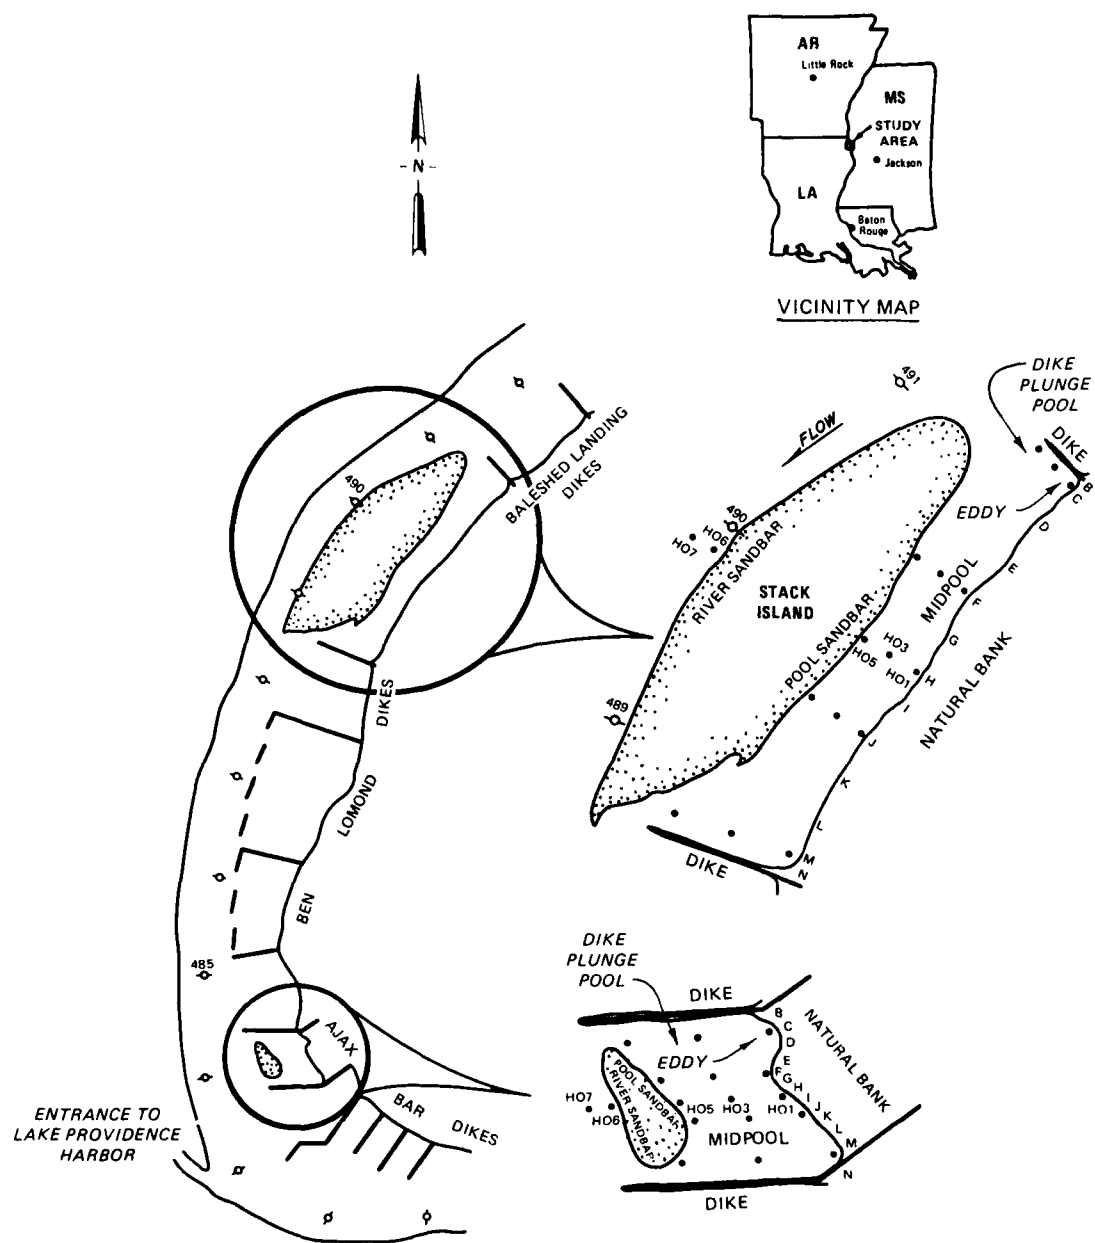 AR
Little Rock
MS
STUDY
AREA
Jackson
LA
Baton
Rouge
VICINITY MAP
N
490
BALESHED LANDING
DIKES
DIKES
LOMOND
BEN
485
AJAX
BAR
DIKES
ENTRANCE TO
LAKE PROVIDENCE
HARBOR
491
DIKE
PLUNGE
POOL
DIKE
FLOW
EDDY
B
C
D
E
F
G
H
I
J
K
L
M
N
490
HO7
HO6
RIVER SANDBAR
STACK
ISLAND
POOL SANDBAR
MIDPOOL
HO3
HO5
HO1
NATURAL BANK
489
DIKE
DIKE
PLUNGE
POOL
DIKE
EDDY
B
C
D
E
F
G
H
I
J
K
L
M
N
NATURAL BANK
POOL SANDBAR
RIVER SANDBAR
HO7
HO6
HO5
HO3
HO1
MIDPOOL
DIKE